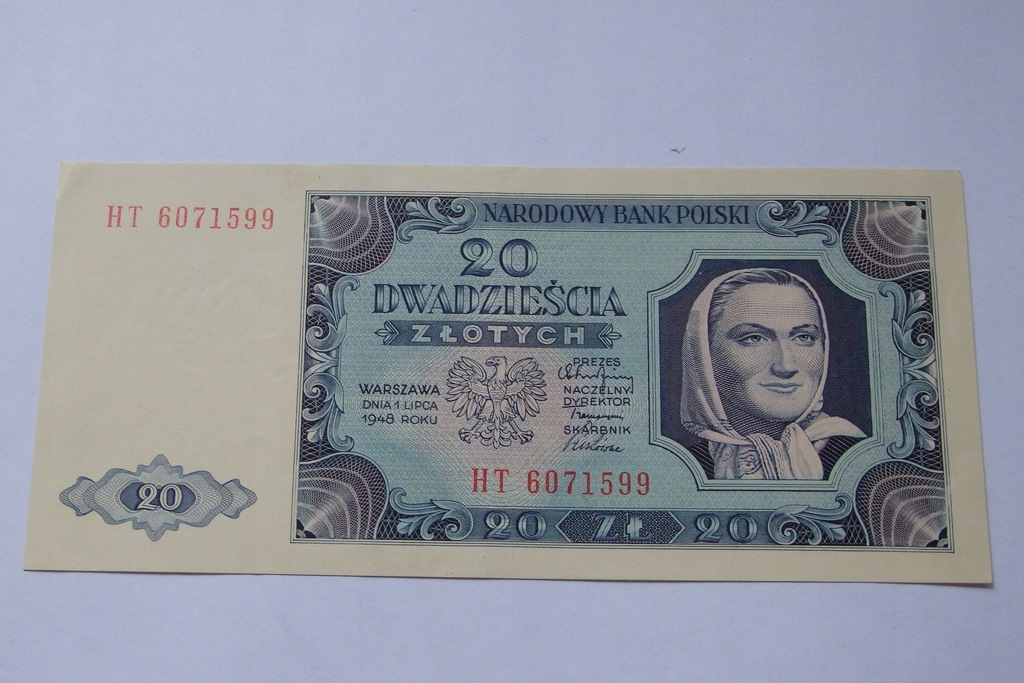 HT 6071599
NARODOWY BANK POLSKI
20
DWADZIEŚCIA
ZŁOTYCH
WARSZAWA
DNIA 1 LIPCA
1948 ROKU
PREZES
NACZELNY
DYREKTOR
SKARBNIK
HT 6071599
20
20 ZŁ 20